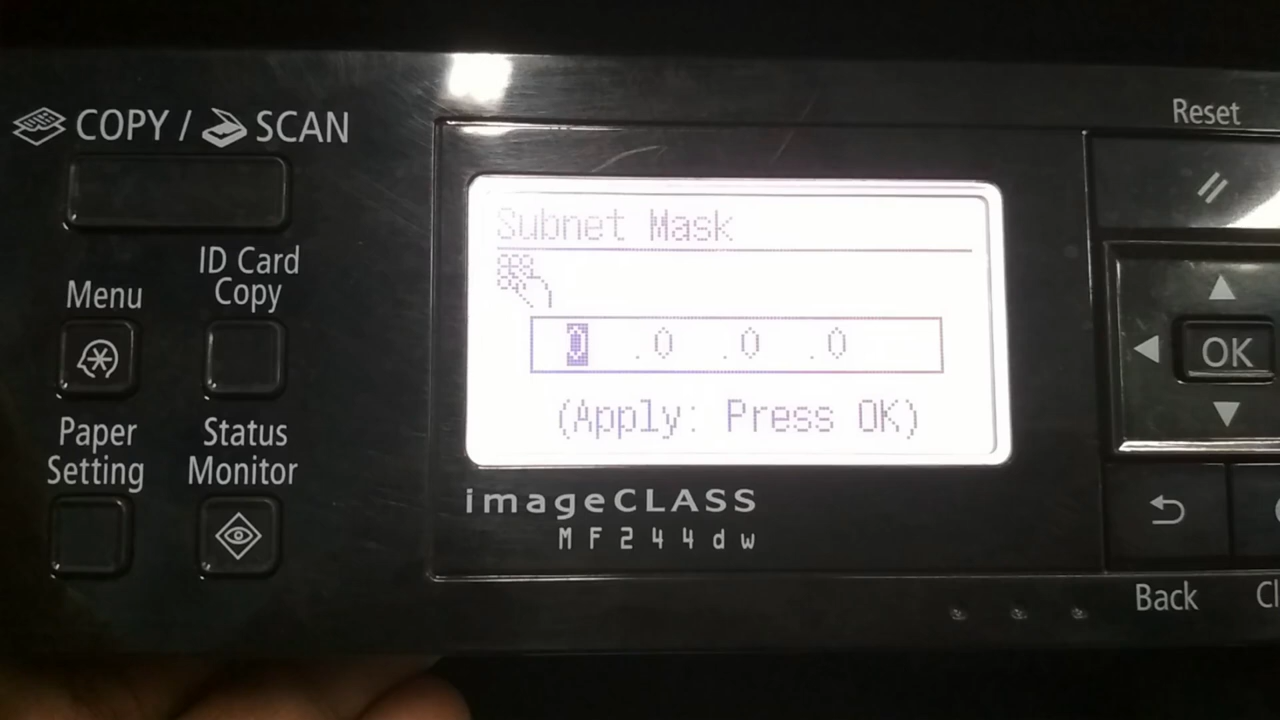 COPY / SCAN
Reset
Subnet Mask
0 .0 .0 .0
(Apply: Press OK)
ID Card
Copy
Menu
OK
Paper
Setting
Status
Monitor
imageCLASS
MF244dw
Back